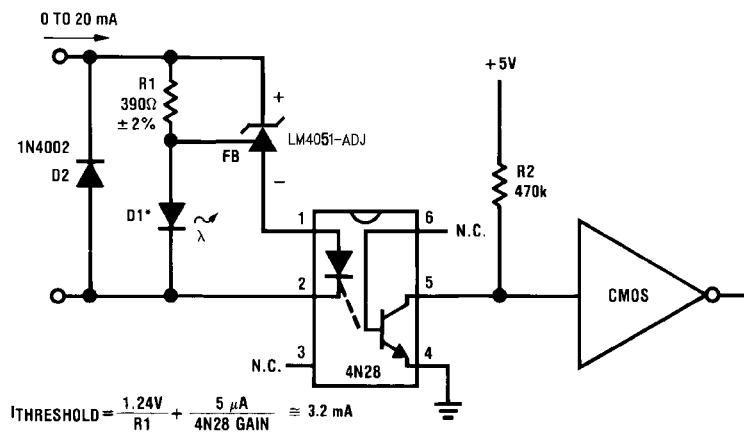 0 TO 20 mA
R1
390Ω
±2%
+
LM4051-ADJ
FB
−
1N4002
D2
D1*
λ
+5V
R2
470k
1
6
N.C.
2
5
CMOS
3
N.C.
4
4N28
ITHRESHOLD = 1.24V / R1 + 5 μA / 4N28 GAIN ≅ 3.2 mA